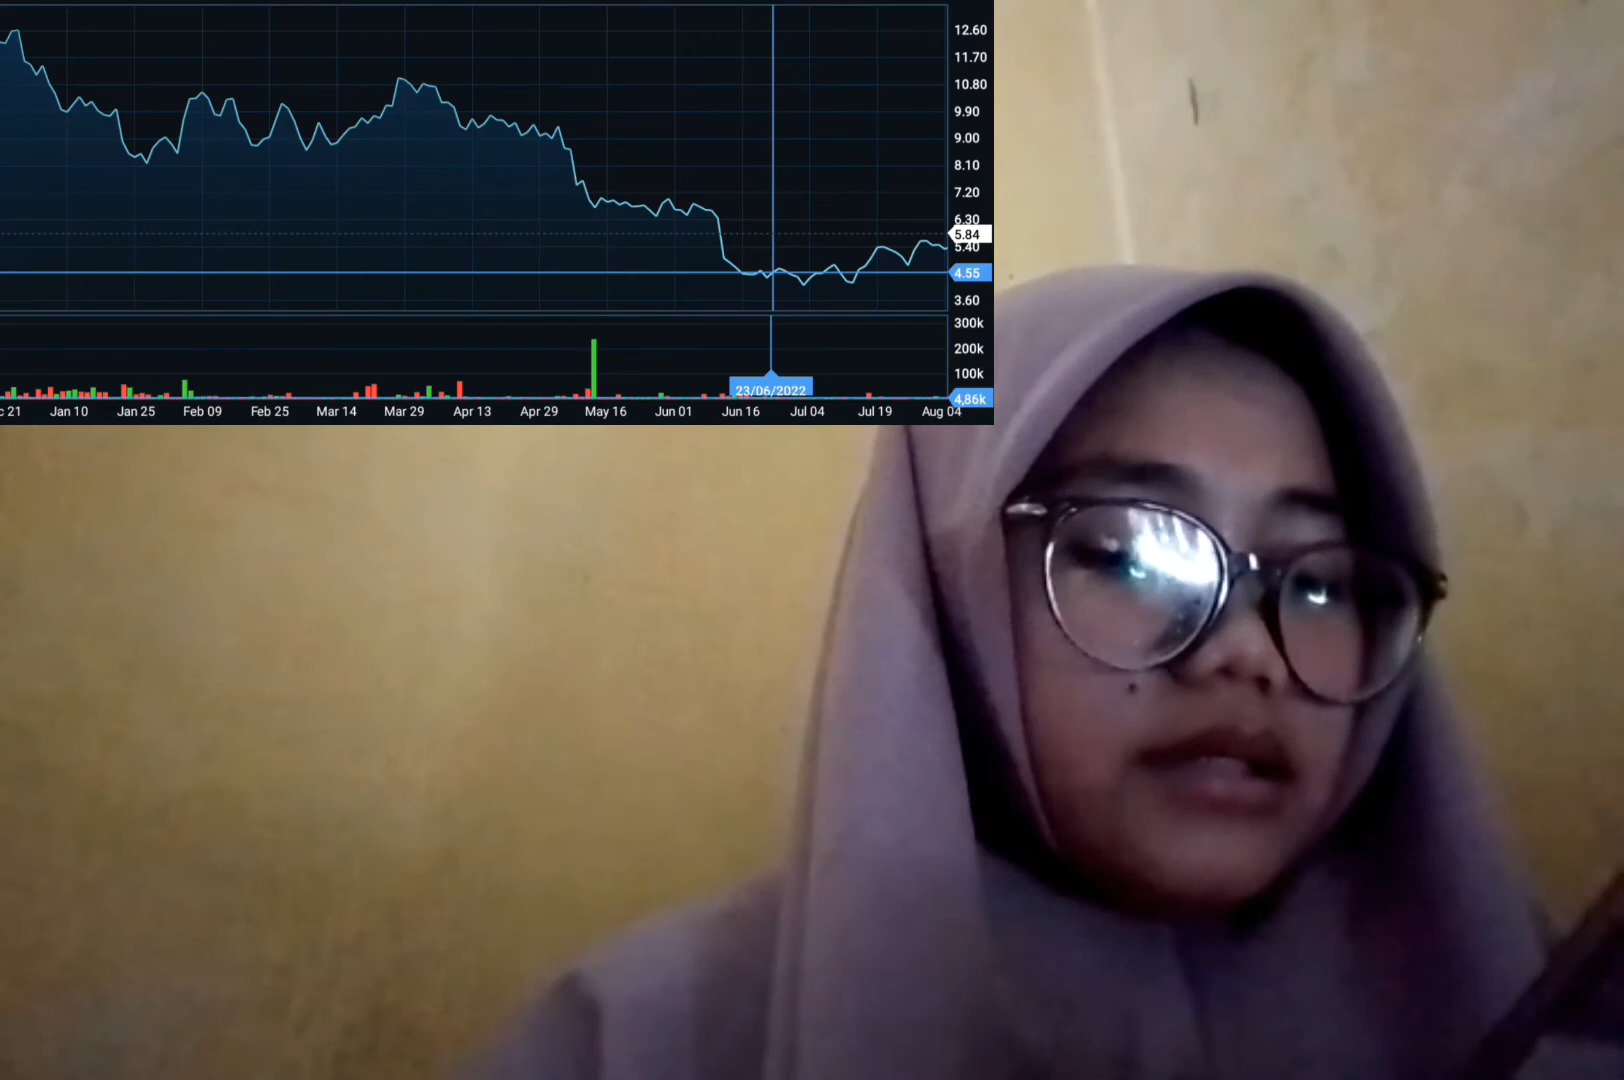 12.60
11.70
10.80
9.90
9.00
8.10
7.20
6.30
5.84
5.40
4.55
3.60
300k
200k
100k
23/06/2022
4,86k
c 21 Jan 10 Jan 25 Feb 09 Feb 25 Mar 14 Mar 29 Apr 13 Apr 29 May 16 Jun 01 Jun 16 Jul 04 Jul 19 Aug 04